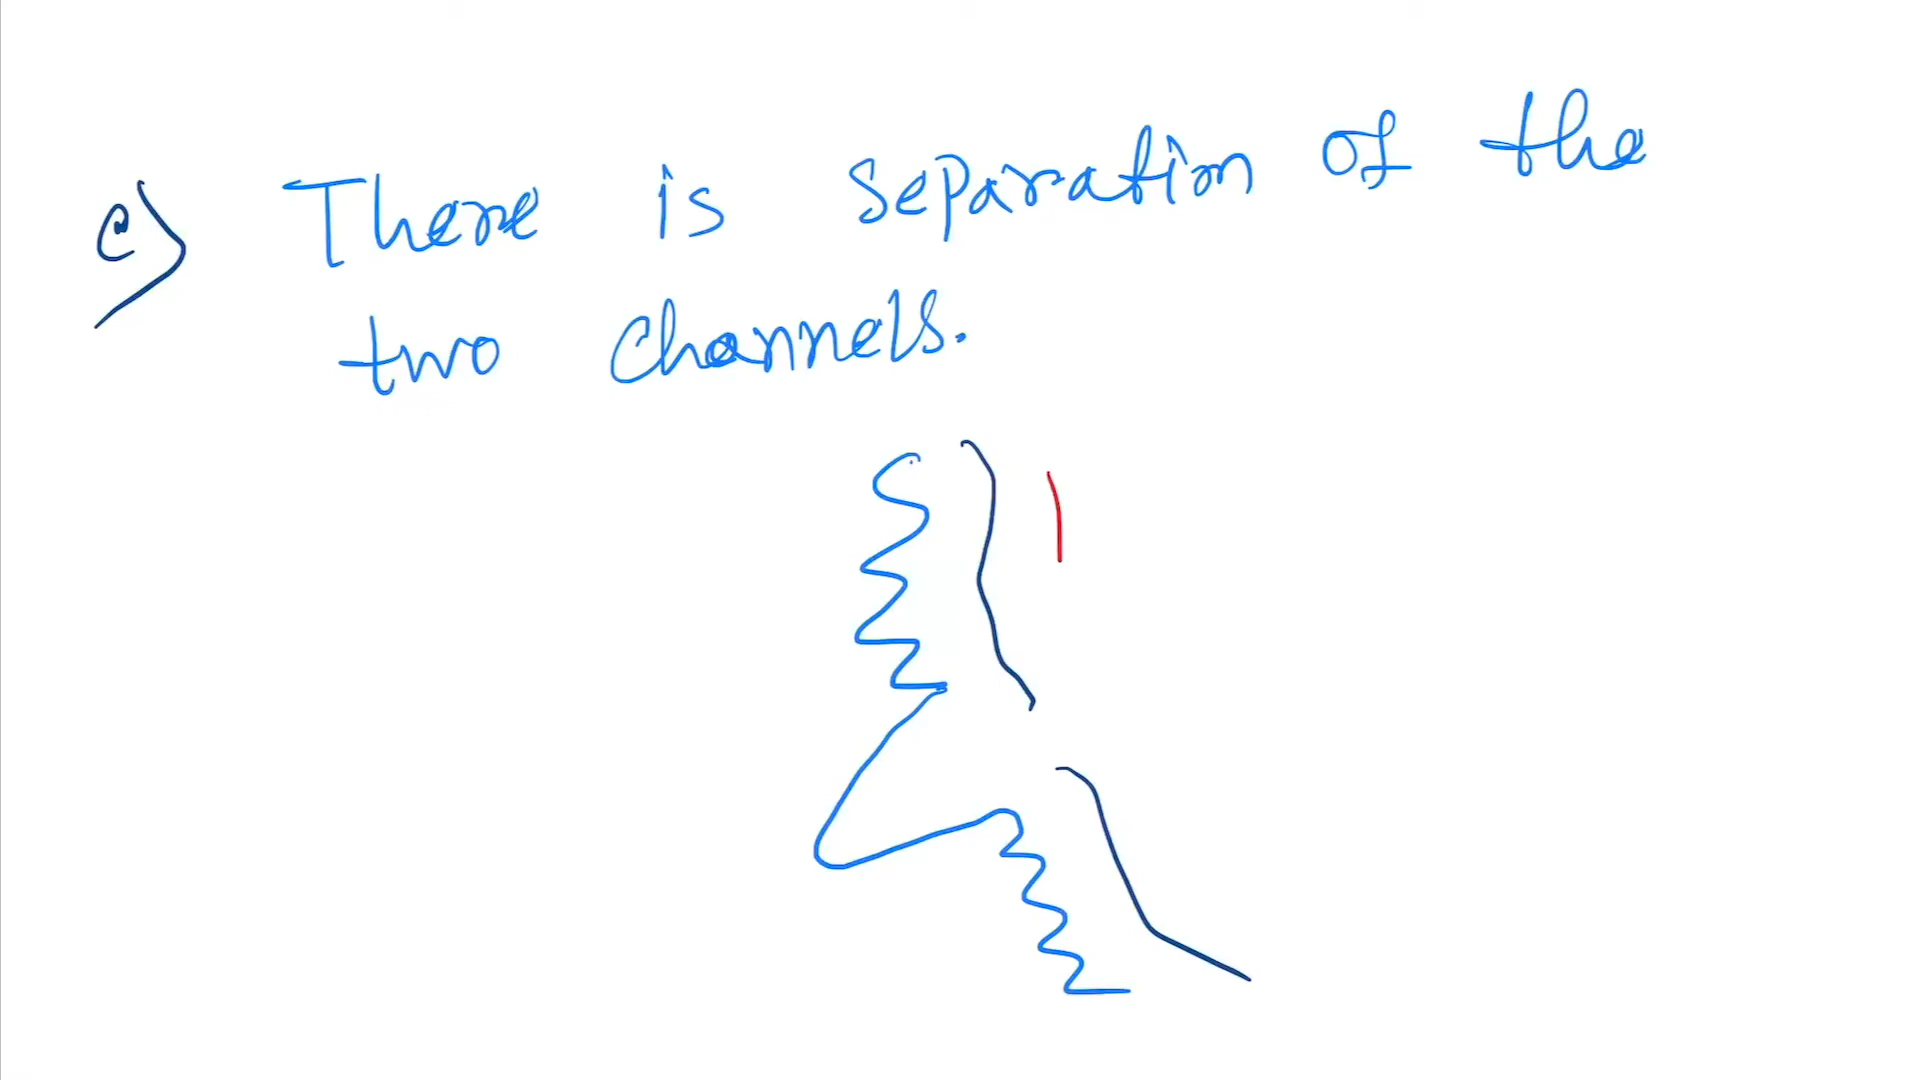 c) There is separation of the
two channels.